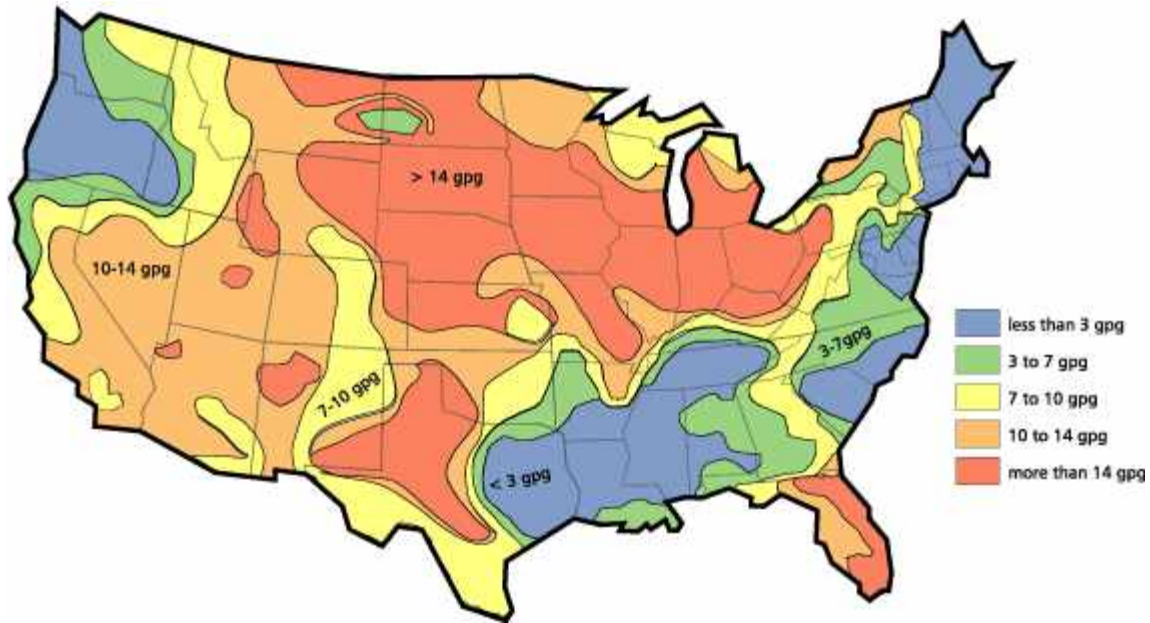 > 14 gpg
10-14 gpg
7-10 gpg
3-7gpg
< 3 gpg
less than 3 gpg
3 to 7 gpg
7 to 10 gpg
10 to 14 gpg
more than 14 gpg